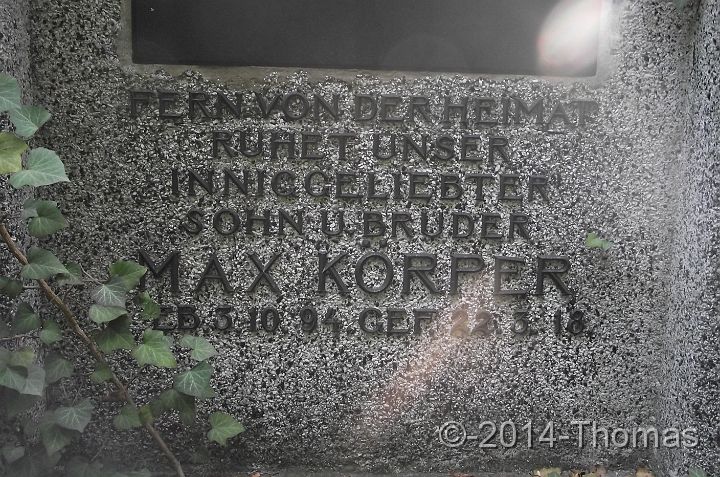 FERN VON DER HEIMAT
RUHET UNSER
INNIGGELIEBTER
SOHN U. BRUDER
MAX KÖRPER
GEB. 3.10.94. GEF. 22.3.18.
©-2014-Thomas